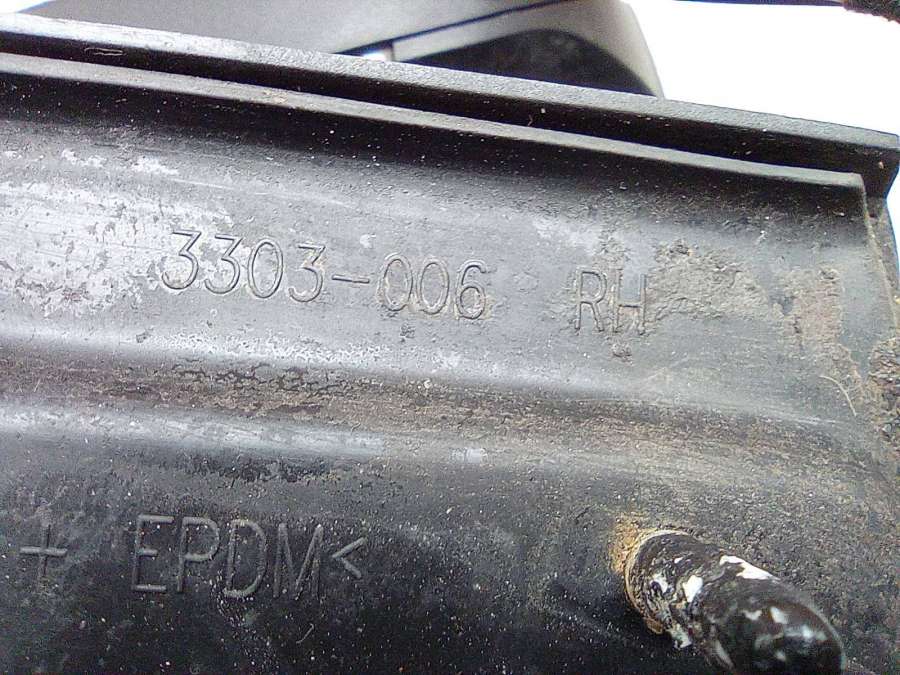 3303-006 RH
+ EPDM<